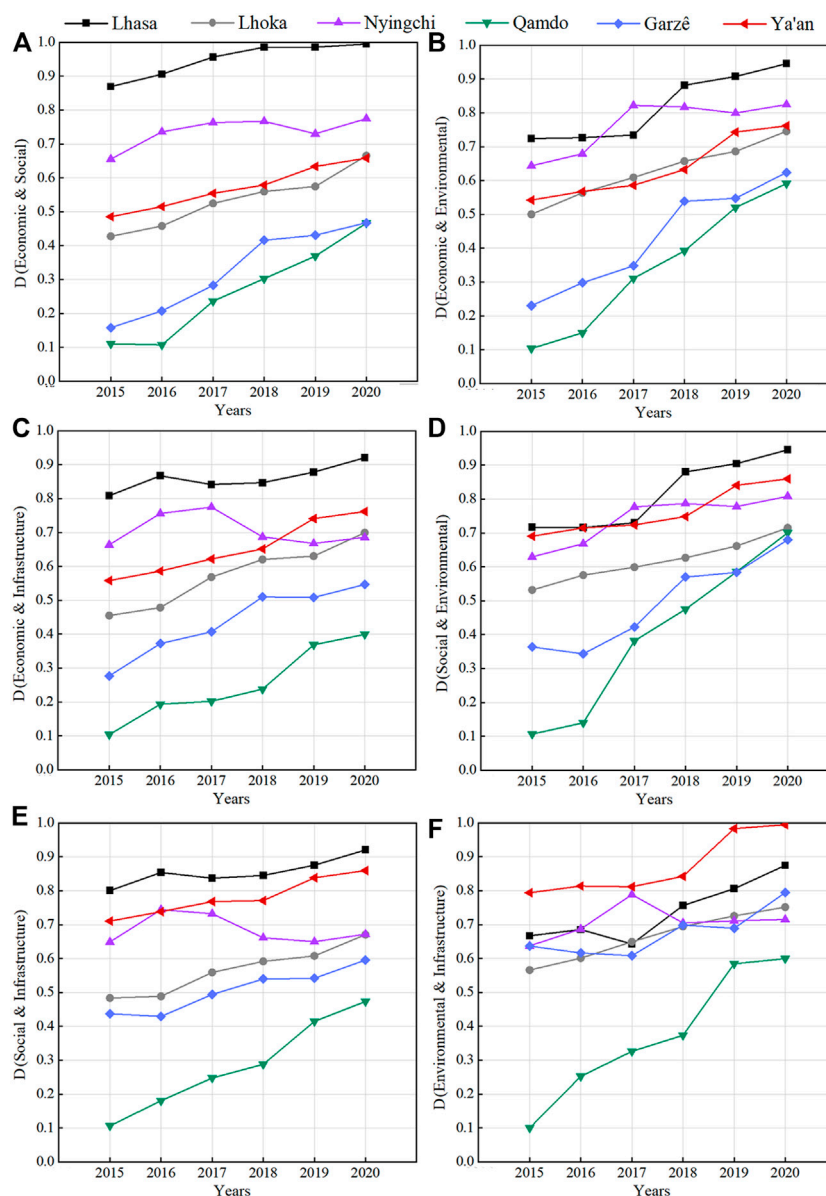 Lhasa Lhoka Nyingchi Qamdo Garzê Ya'an
A
1.0
0.9
0.8
0.7
0.6
0.5
0.4
0.3
0.2
0.1
0.0
D (Economic & Social)
2015 2016 2017 2018 2019 2020
Years
B
1.0
0.9
0.8
0.7
0.6
0.5
0.4
0.3
0.2
0.1
0.0
D(Economic & Environmental)
2015 2016 2017 2018 2019 2020
Years
C
1.0
0.9
0.8
0.7
0.6
0.5
0.4
0.3
0.2
0.1
0.0
D(Economic & Infrastructure)
2015 2016 2017 2018 2019 2020
Years
D
1.0
0.9
0.8
0.7
0.6
0.5
0.4
0.3
0.2
0.1
0.0
D(Social & Environmental)
2015 2016 2017 2018 2019 2020
Years
E
1.0
0.9
0.8
0.7
0.6
0.5
0.4
0.3
0.2
0.1
0.0
D(Social & Infrastructure)
2015 2016 2017 2018 2019 2020
Years
F
1.0
0.9
0.8
0.7
0.6
0.5
0.4
0.3
0.2
0.1
0.0
D(Environmental & Infrastructure)
2015 2016 2017 2018 2019 2020
Years